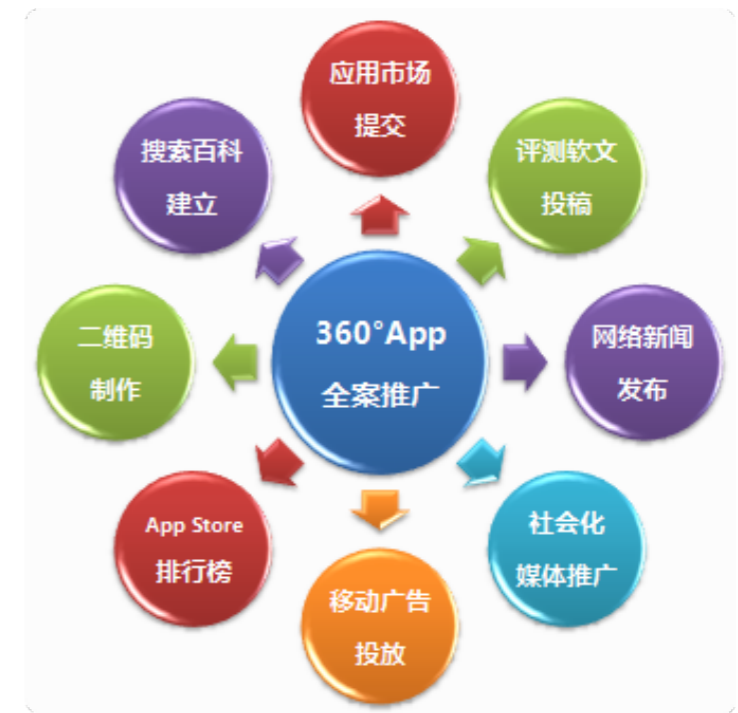 应用市场
提交
评测软文
投稿
网络新闻
发布
社会化
媒体推广
移动广告
投放
App Store
排行榜
二维码
制作
搜索百科
建立
360°App
全案推广